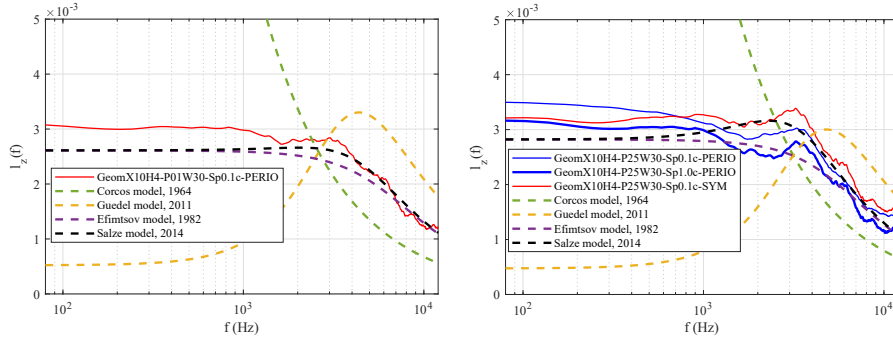 ×10⁻³
5
4
3
2
1
0
l_z(f)
GeomX10H4-P01W30-Sp0.1c-PERIO
Corcos model, 1964
Guedel model, 2011
Efimtsov model, 1982
Salze model, 2014
10²
10³
10⁴
f (Hz)
×10⁻³
5
4
3
2
1
0
l_z(f)
GeomX10H4-P25W30-Sp0.1c-PERIO
GeomX10H4-P25W30-Sp1.0c-PERIO
GeomX10H4-P25W30-Sp0.1c-SYM
Corcos model, 1964
Guedel model, 2011
Efimtsov model, 1982
Salze model, 2014
10²
10³
10⁴
f (Hz)